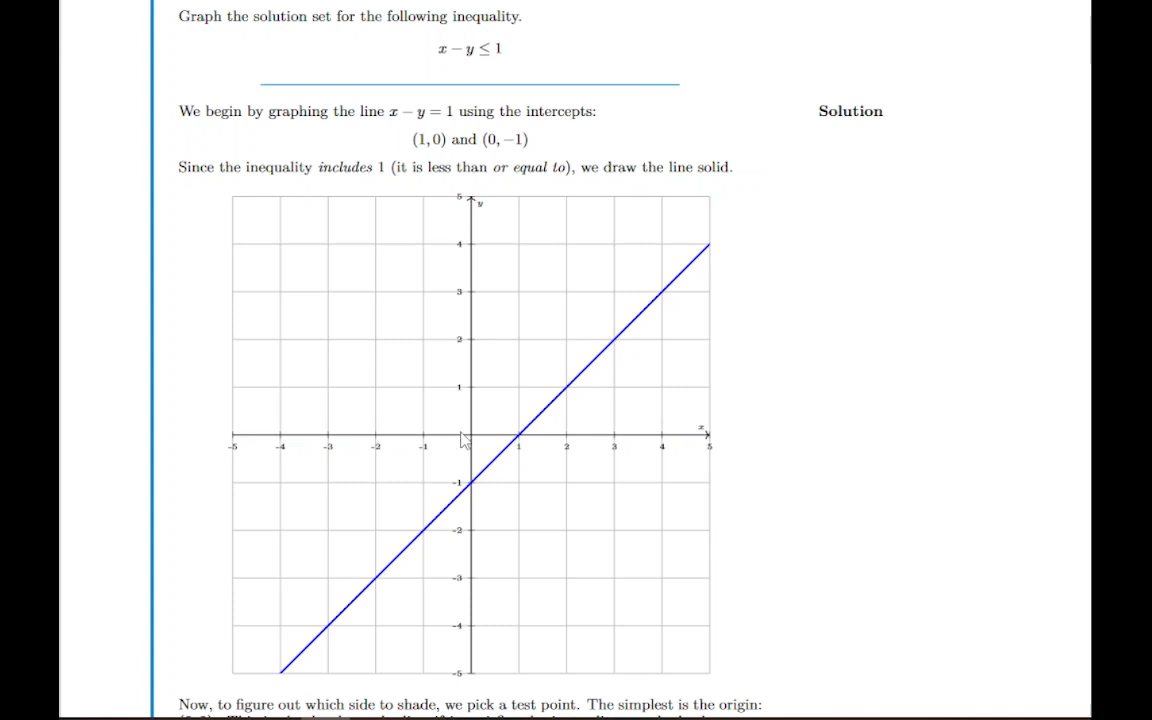 Graph the solution set for the following inequality.
x − y ≤ 1
We begin by graphing the line x − y = 1 using the intercepts:
Solution
(1, 0) and (0, −1)
Since the inequality includes 1 (it is less than or equal to), we draw the line solid.
5
y
4
3
2
1
x
-5 -4 -3 -2 -1 1 2 3 4 5
-1
-2
-3
-4
-5
Now, to figure out which side to shade, we pick a test point. The simplest is the origin: